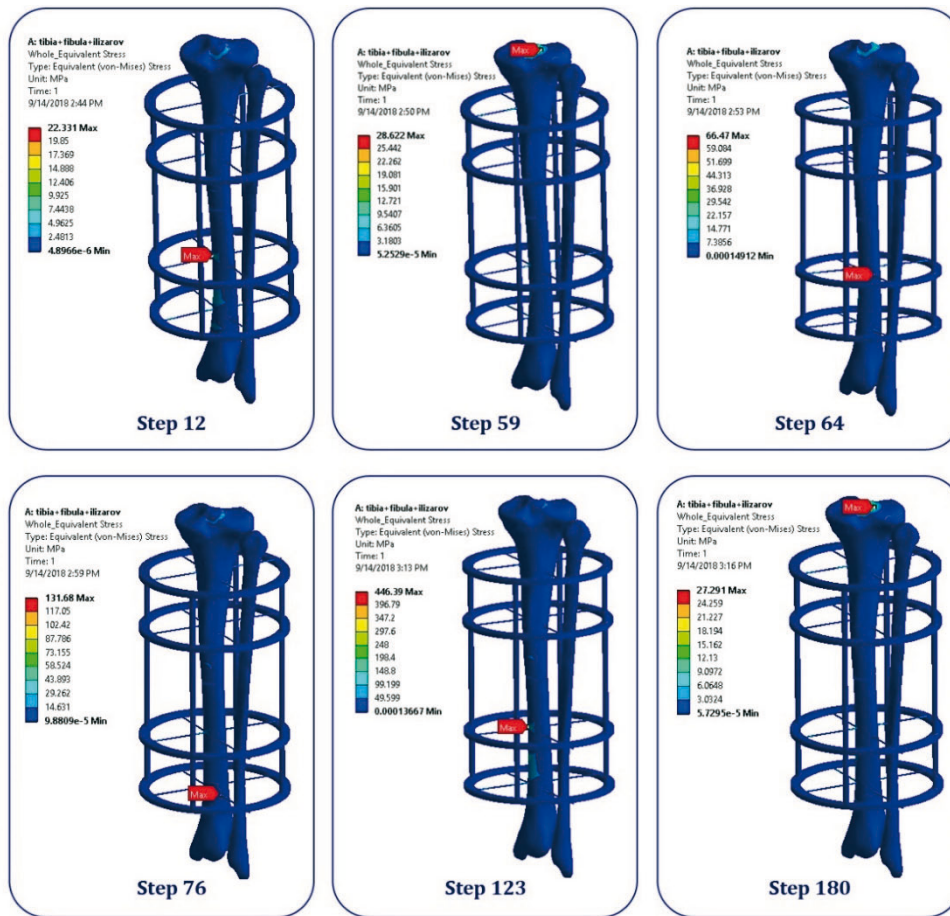 A: tibia+fibula+ilizarov
Whole_Equivalent Stress
Type: Equivalent (von-Mises) Stress
Unit: MPa
Time: 1
9/14/2018 2:44 PM
22.331 Max
19.85
17.369
14.888
12.406
9.925
7.4438
4.9625
2.4813
4.8966e-6 Min
Max
Step 12
A: tibia+fibula+ilizarov
Whole_Equivalent Stress
Type: Equivalent (von-Mises) Stress
Unit: MPa
Time: 1
9/14/2018 2:50 PM
28.622 Max
25.442
22.262
19.081
15.901
12.721
9.5407
6.3605
3.1803
5.2529e-5 Min
Max
Step 59
A: tibia+fibula+ilizarov
Whole_Equivalent Stress
Type: Equivalent (von-Mises) Stress
Unit: MPa
Time: 1
9/14/2018 2:53 PM
66.47 Max
59.084
51.699
44.313
36.928
29.542
22.157
14.771
7.3856
0.00014912 Min
Max
Step 64
A: tibia+fibula+ilizarov
Whole_Equivalent Stress
Type: Equivalent (von-Mises) Stress
Unit: MPa
Time: 1
9/14/2018 2:59 PM
131.68 Max
117.05
102.42
87.786
73.155
58.524
43.893
29.262
14.631
9.8809e-5 Min
Max
Step 76
A: tibia+fibula+ilizarov
Whole_Equivalent Stress
Type: Equivalent (von-Mises) Stress
Unit: MPa
Time: 1
9/14/2018 3:13 PM
446.39 Max
396.79
347.2
297.6
248
198.4
148.8
99.199
49.599
0.00013667 Min
Max
Step 123
A: tibia+fibula+ilizarov
Whole_Equivalent Stress
Type: Equivalent (von-Mises) Stress
Unit: MPa
Time: 1
9/14/2018 3:16 PM
27.291 Max
24.259
21.227
18.194
15.162
12.13
9.0972
6.0648
3.0324
5.7295e-5 Min
Max
Step 180